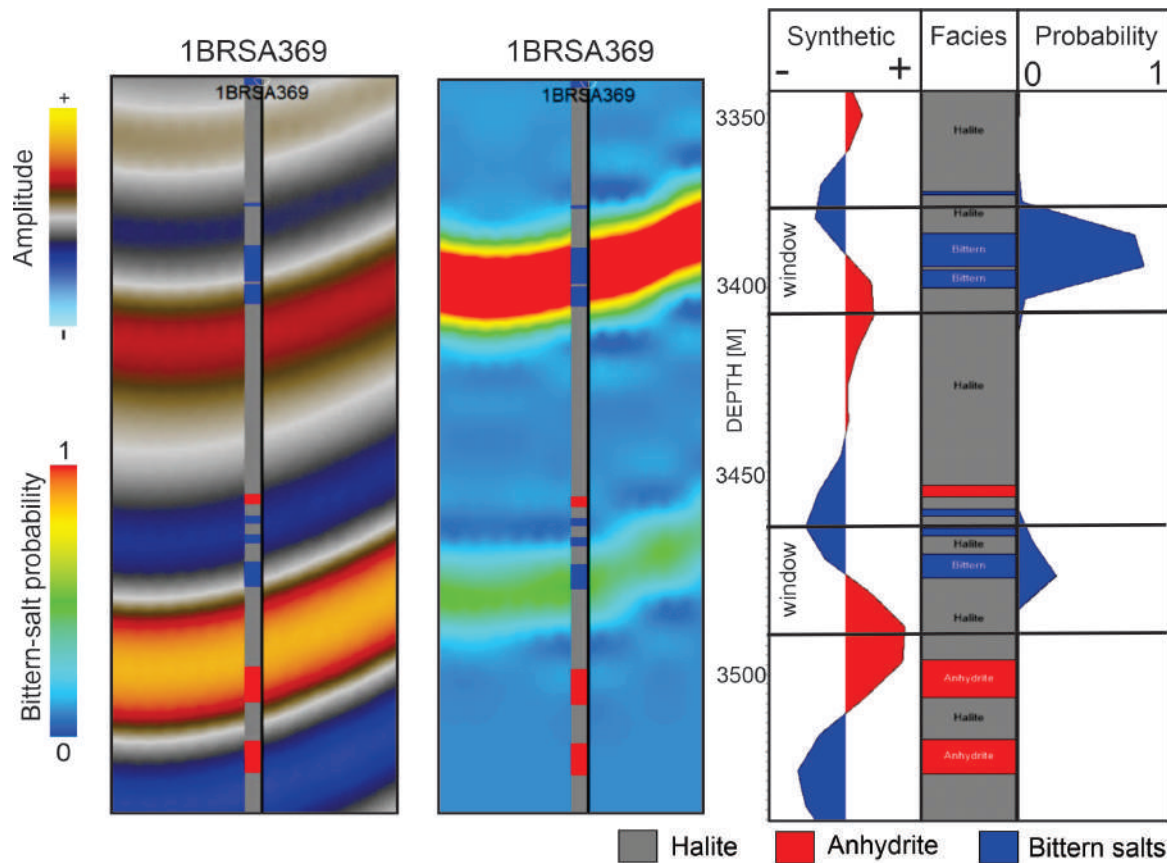 1BRSA369
1BRSA369
Synthetic
Facies
Probability
- +
0 1
1BRSA369
1BRSA369
+
Amplitude
-
1
Bittern-salt probability
0
DEPTH [M]
3350
3400
3450
3500
window
window
Halite
Halite
Bittern
Bittern
Halite
Halite
Bittern
Halite
Anhydrite
Halite
Anhydrite
Halite
Anhydrite
Bittern salts